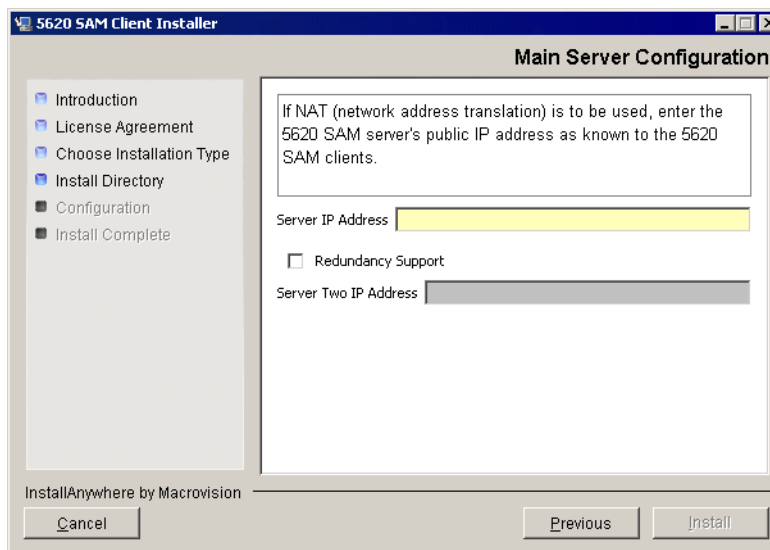 5620 SAM Client Installer
Main Server Configuration
Introduction
License Agreement
Choose Installation Type
Install Directory
Configuration
Install Complete
If NAT (network address translation) is to be used, enter the
5620 SAM server's public IP address as known to the 5620
SAM clients.
Server IP Address
Redundancy Support
Server Two IP Address
InstallAnywhere by Macrovision
Cancel
Previous
Install